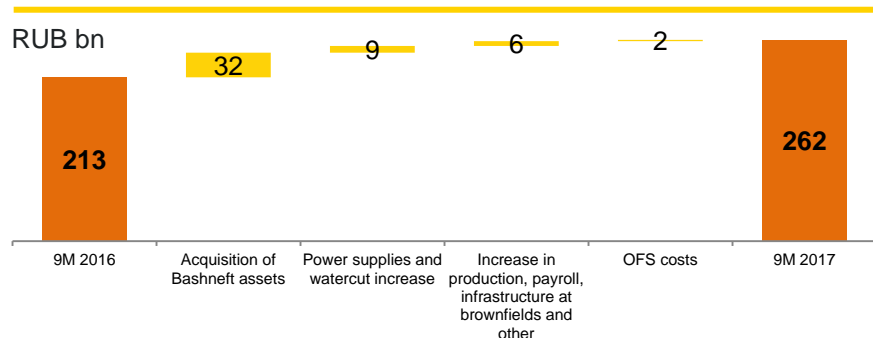 RUB bn
213
32
9
6
2
262
9M 2016
Acquisition of
Bashneft assets
Power supplies and
watercut increase
Increase in
production, payroll,
infrastructure at
brownfields and
other
OFS costs
9M 2017